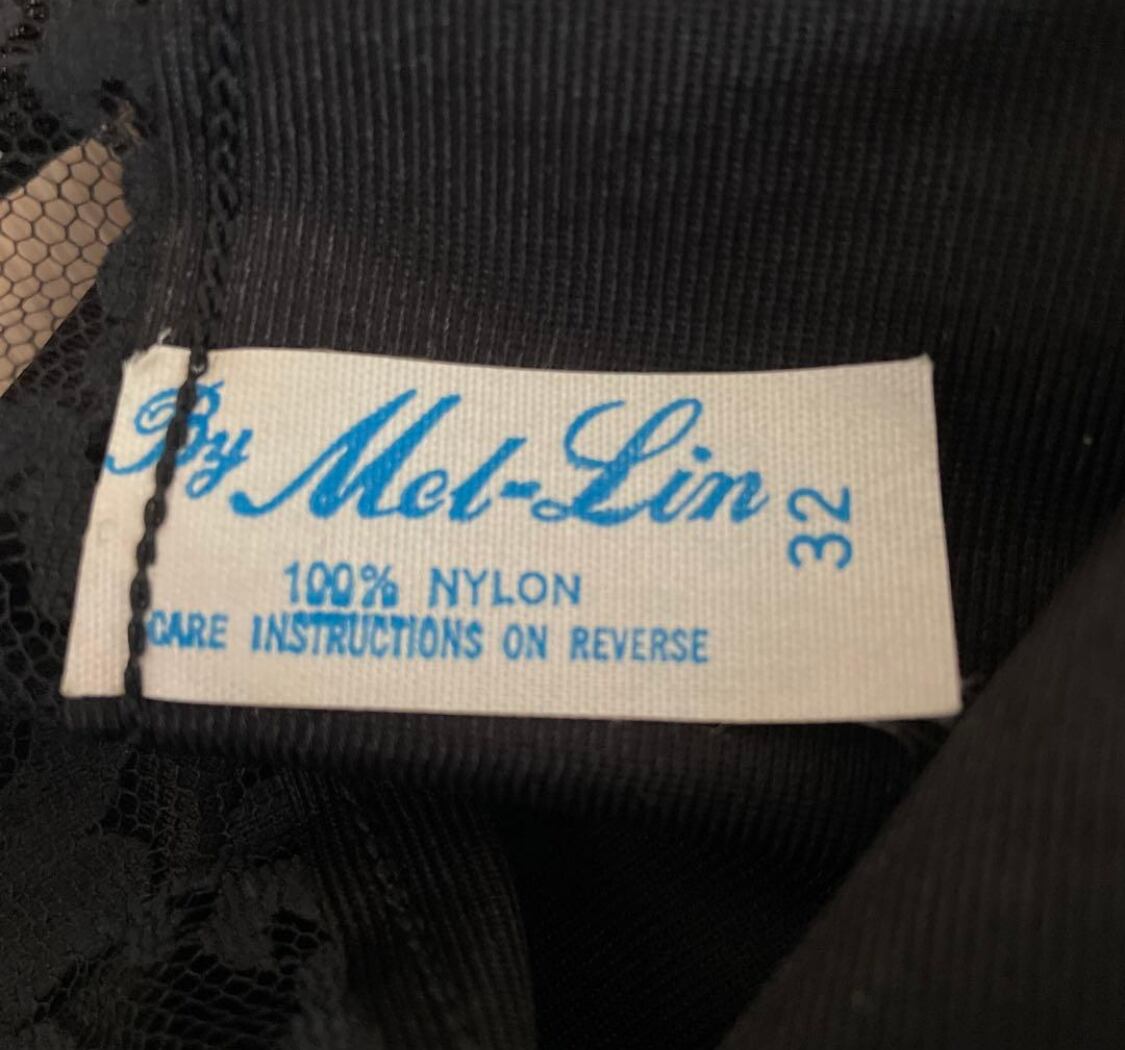 By Mel-Lin
32
100% NYLON
CARE INSTRUCTIONS ON REVERSE